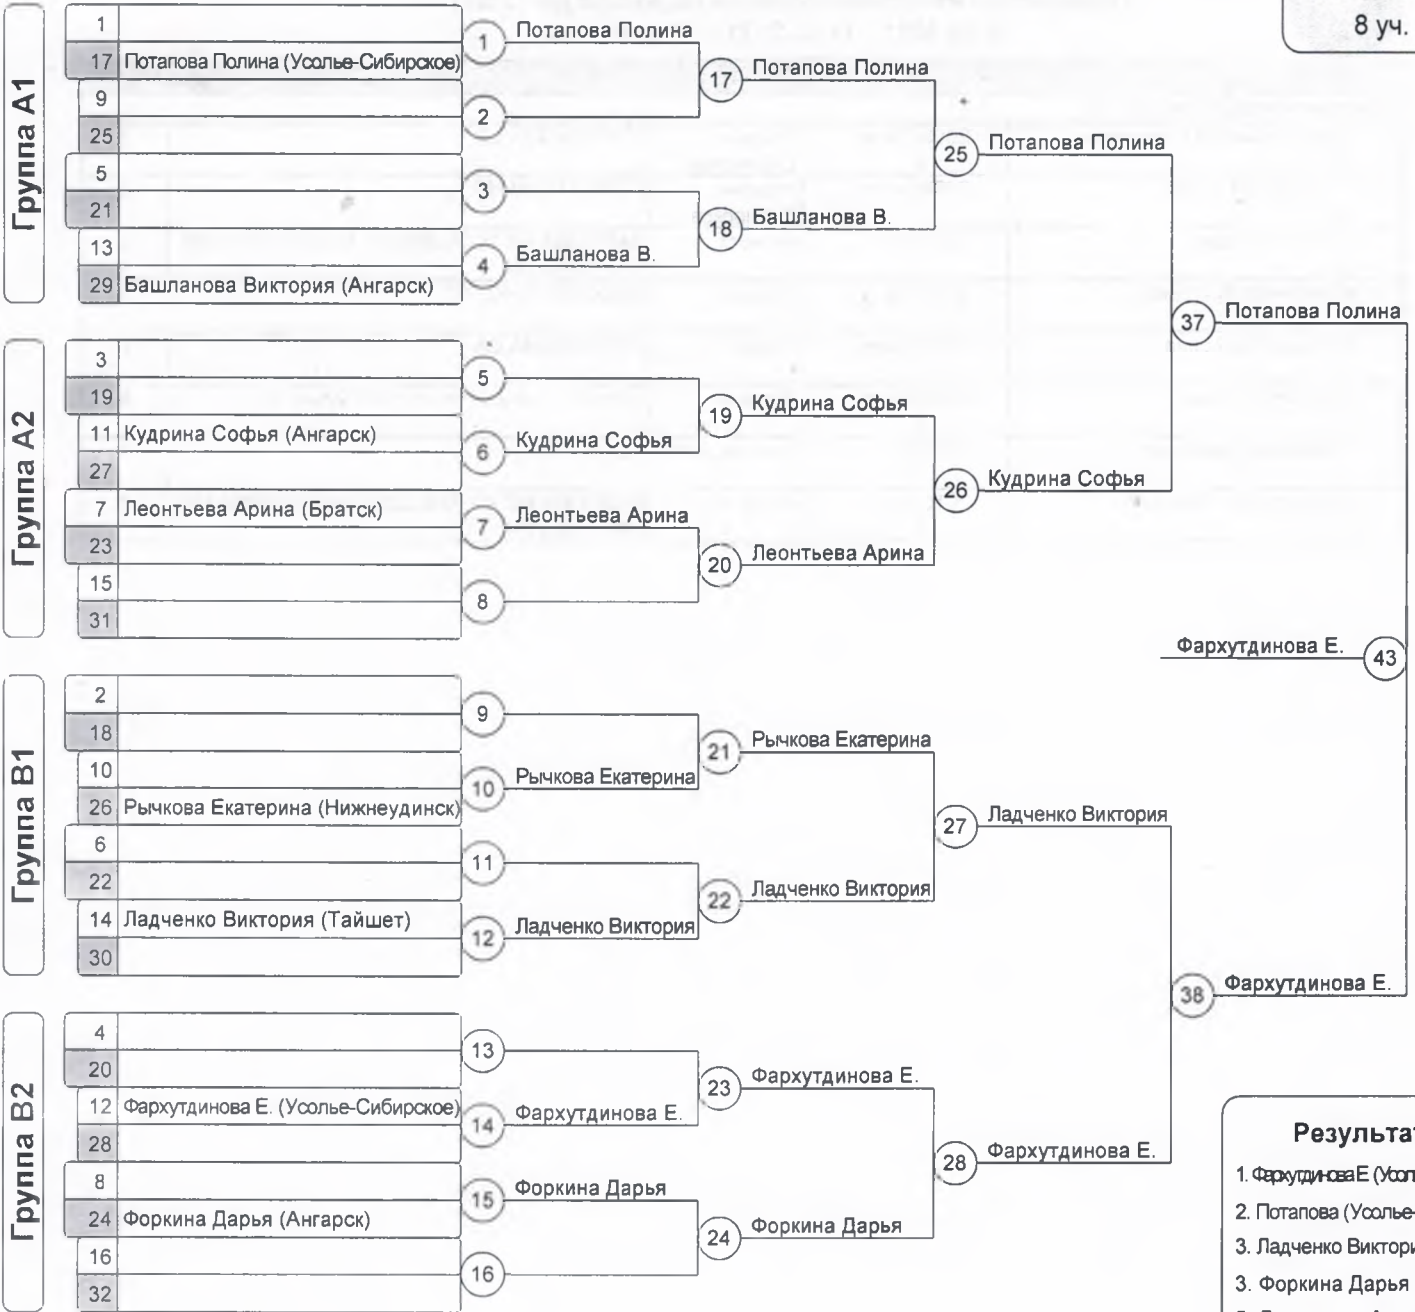 8 уч.
Группа А1
1
17 Потапова Полина (Усолье-Сибирское)
9
25
5
21
13
29 Башланова Виктория (Ангарск)
1 Потапова Полина
2
3
4 Башланова В.
17 Потапова Полина
18 Башланова В.
25 Потапова Полина
Группа А2
3
19
11 Кудрина Софья (Ангарск)
27
7 Леонтьева Арина (Братск)
23
15
31
5
6 Кудрина Софья
7 Леонтьева Арина
8
19 Кудрина Софья
20 Леонтьева Арина
26 Кудрина Софья
37 Потапова Полина
Фархутдинова Е. 43
Группа В1
2
18
10
26 Рычкова Екатерина (Нижнеудинск)
6
22
14 Ладченко Виктория (Тайшет)
30
9
10 Рычкова Екатерина
11
12 Ладченко Виктория
21 Рычкова Екатерина
22 Ладченко Виктория
27 Ладченко Виктория
Группа В2
4
20
12 Фархутдинова Е. (Усолье-Сибирское)
28
8
24 Форкина Дарья (Ангарск)
16
32
13
14 Фархутдинова Е.
15 Форкина Дарья
16
23 Фархутдинова Е.
24 Форкина Дарья
28 Фархутдинова Е.
38 Фархутдинова Е.
Результа
1. Фархутдинова Е (Усол
2. Потапова (Усолье-
3. Ладченко Виктори
3. Форкина Дарья